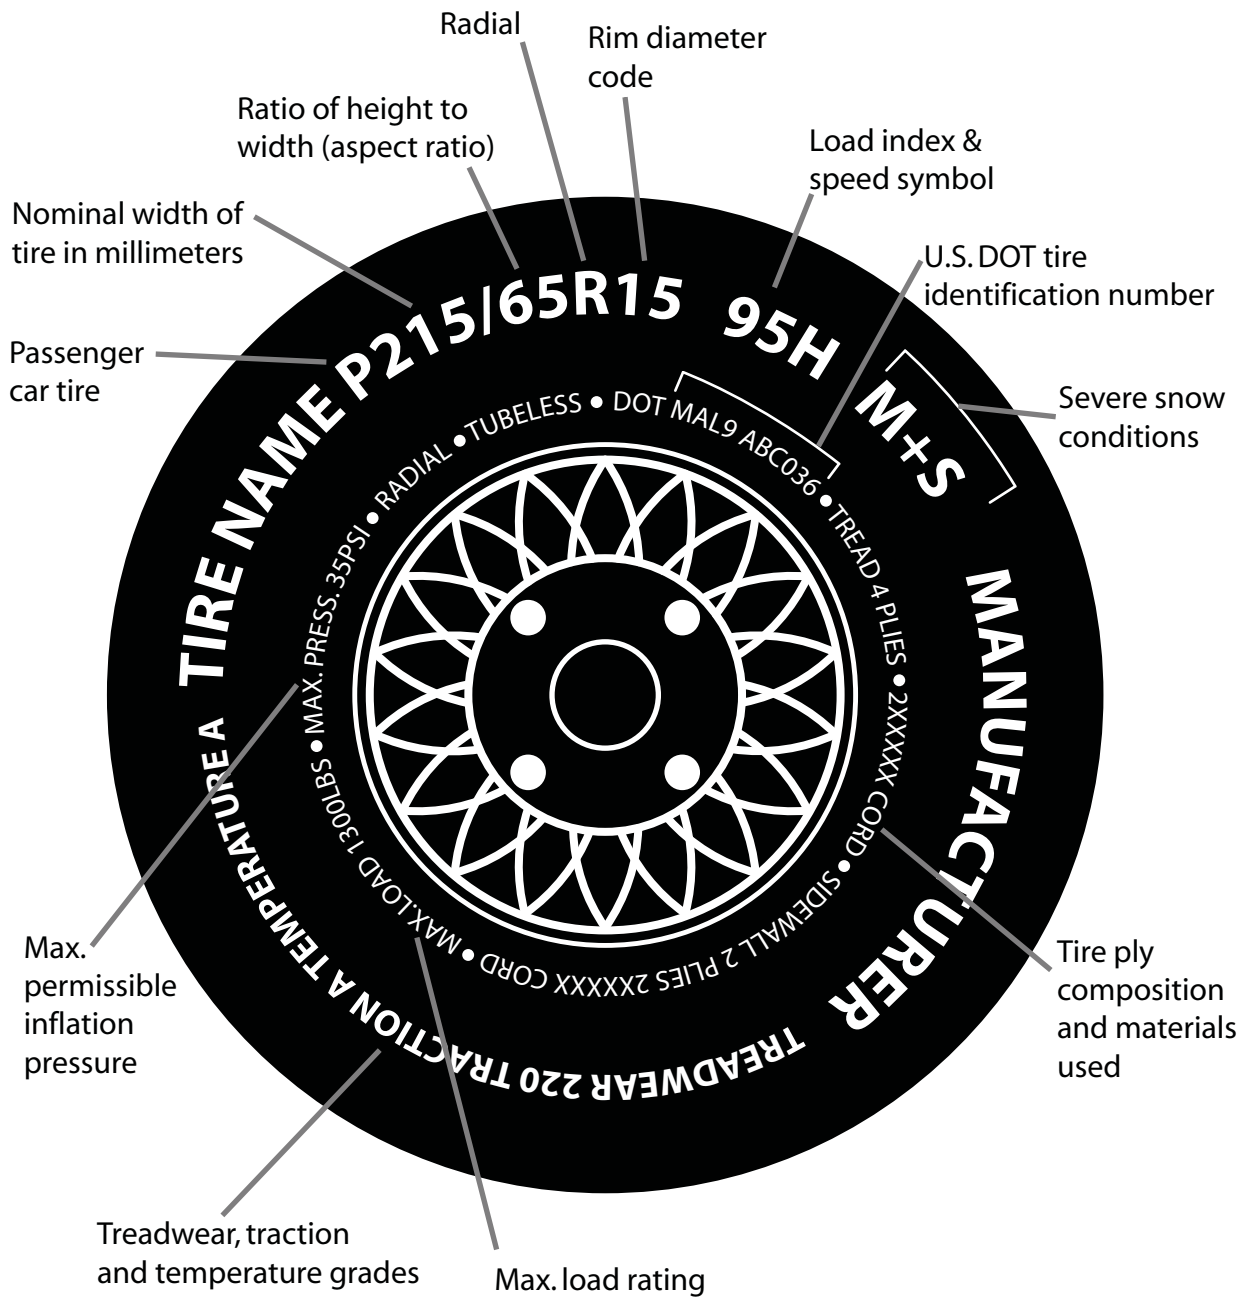 Radial
Rim diameter
code
Ratio of height to
width (aspect ratio)
Load index &
speed symbol
Nominal width of
tire in millimeters
U.S. DOT tire
identification number
Passenger
car tire
Severe snow
conditions
TIRE NAME P215/65R15 95H M+S
MANUFACTURER
TREADWEAR 220 TRACTION A TEMPERATURE A
MAX. PRESS. 35PSI • RADIAL • TUBELESS • DOT MAL9 ABC036 • TREAD 4 PLIES • 2XXXXX CORD • SIDEWALL 2 PLIES 2XXXXX CORD • MAX.LOAD 1300LBS •
Max.
permissible
inflation
pressure
Tire ply
composition
and materials
used
Treadwear, traction
and temperature grades
Max. load rating